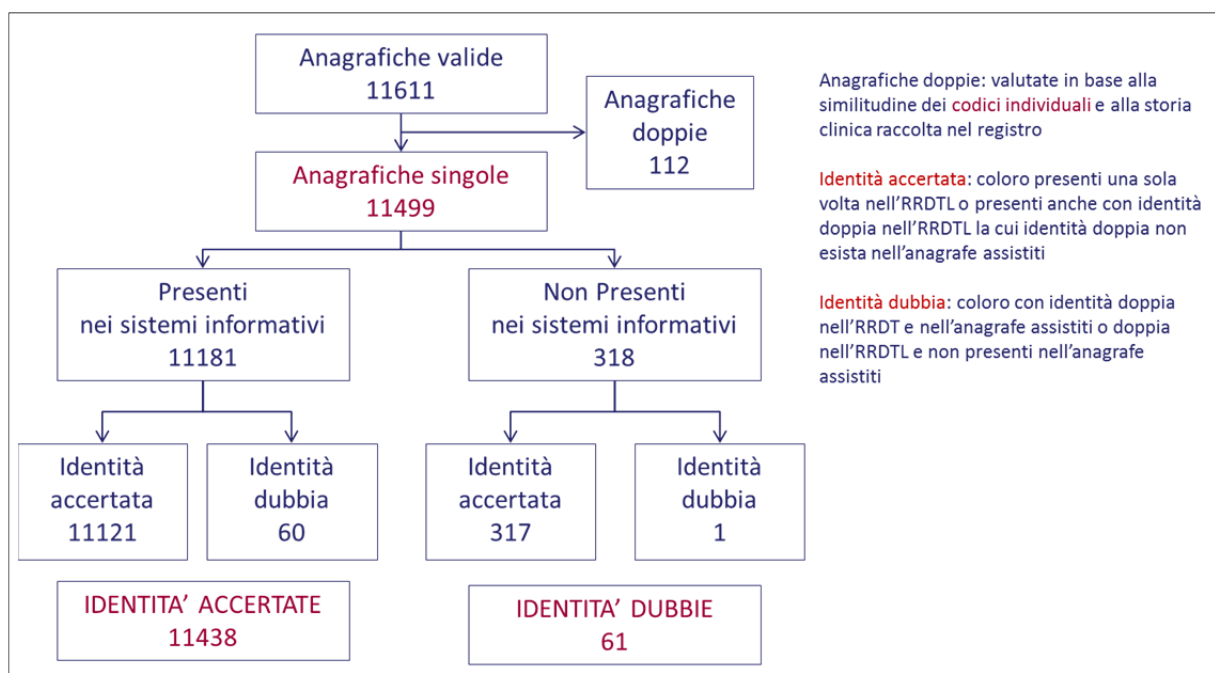 Anagrafiche valide
11611
Anagrafiche
doppie
112
Anagrafiche singole
11499
Presenti
nei sistemi informativi
11181
Non Presenti
nei sistemi informativi
318
Identità
accertata
11121
Identità
dubbia
60
Identità
accertata
317
Identità
dubbia
1
IDENTITA’ ACCERTATE
11438
IDENTITA’ DUBBIE
61
Anagrafiche doppie: valutate in base alla
similitudine dei codici individuali e alla storia
clinica raccolta nel registro
Identità accertata: coloro presenti una sola
volta nell’RRDTL o presenti anche con identità
doppia nell’RRDTL la cui identità doppia non
esista nell’anagrafe assistiti
Identità dubbia: coloro con identità doppia
nell’RRDT e nell’anagrafe assistiti o doppia
nell’RRDTL e non presenti nell’anagrafe
assistiti